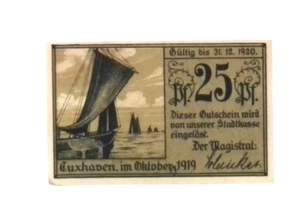 Gültig bis 31. 12. 1920.
Pf. 25 Pf.
Dieser Gutschein wird
von unserer Stadtkasse
eingelöst.
Der Magistrat:
Cuxhaven, im Oktober 1919